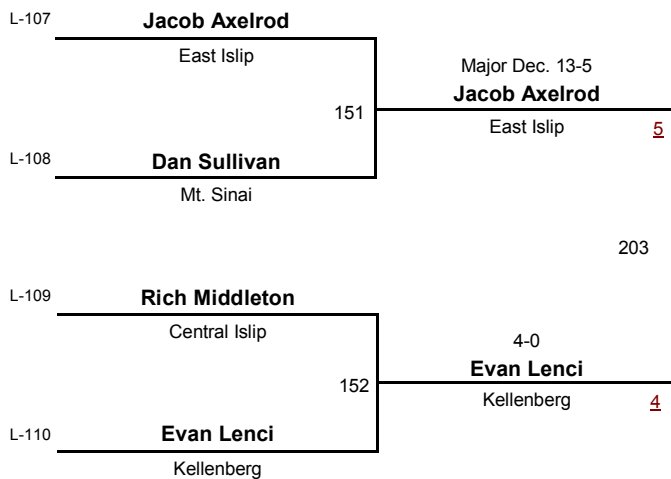 L-107
Jacob Axelrod
East Islip
Major Dec. 13-5
Jacob Axelrod
151
East Islip
5
L-108
Dan Sullivan
Mt. Sinai
203
L-109
Rich Middleton
Central Islip
4-0
Evan Lenci
152
Kellenberg
4
L-110
Evan Lenci
Kellenberg